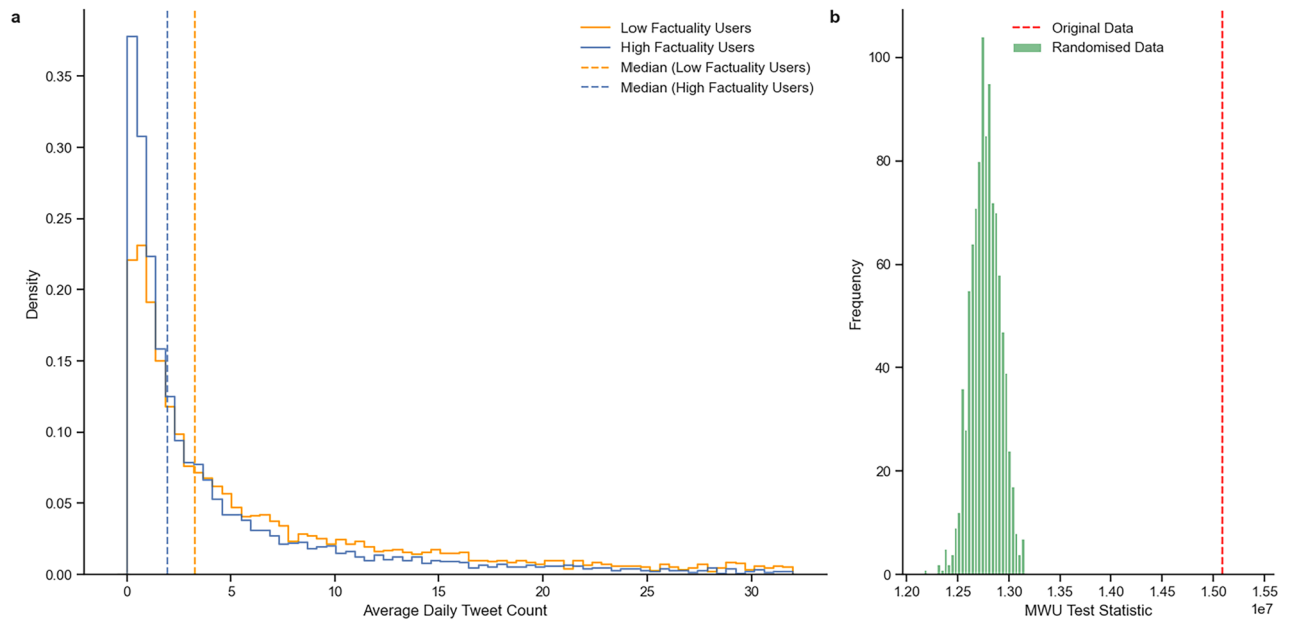 a
Low Factuality Users
High Factuality Users
Median (Low Factuality Users)
Median (High Factuality Users)
0.35
0.30
0.25
0.20
0.15
0.10
0.05
0.00
Density
0
5
10
15
20
25
30
Average Daily Tweet Count
b
Original Data
Randomised Data
100
80
60
40
20
0
Frequency
1.20
1.25
1.30
1.35
1.40
1.45
1.50
1.55
1e7
MWU Test Statistic